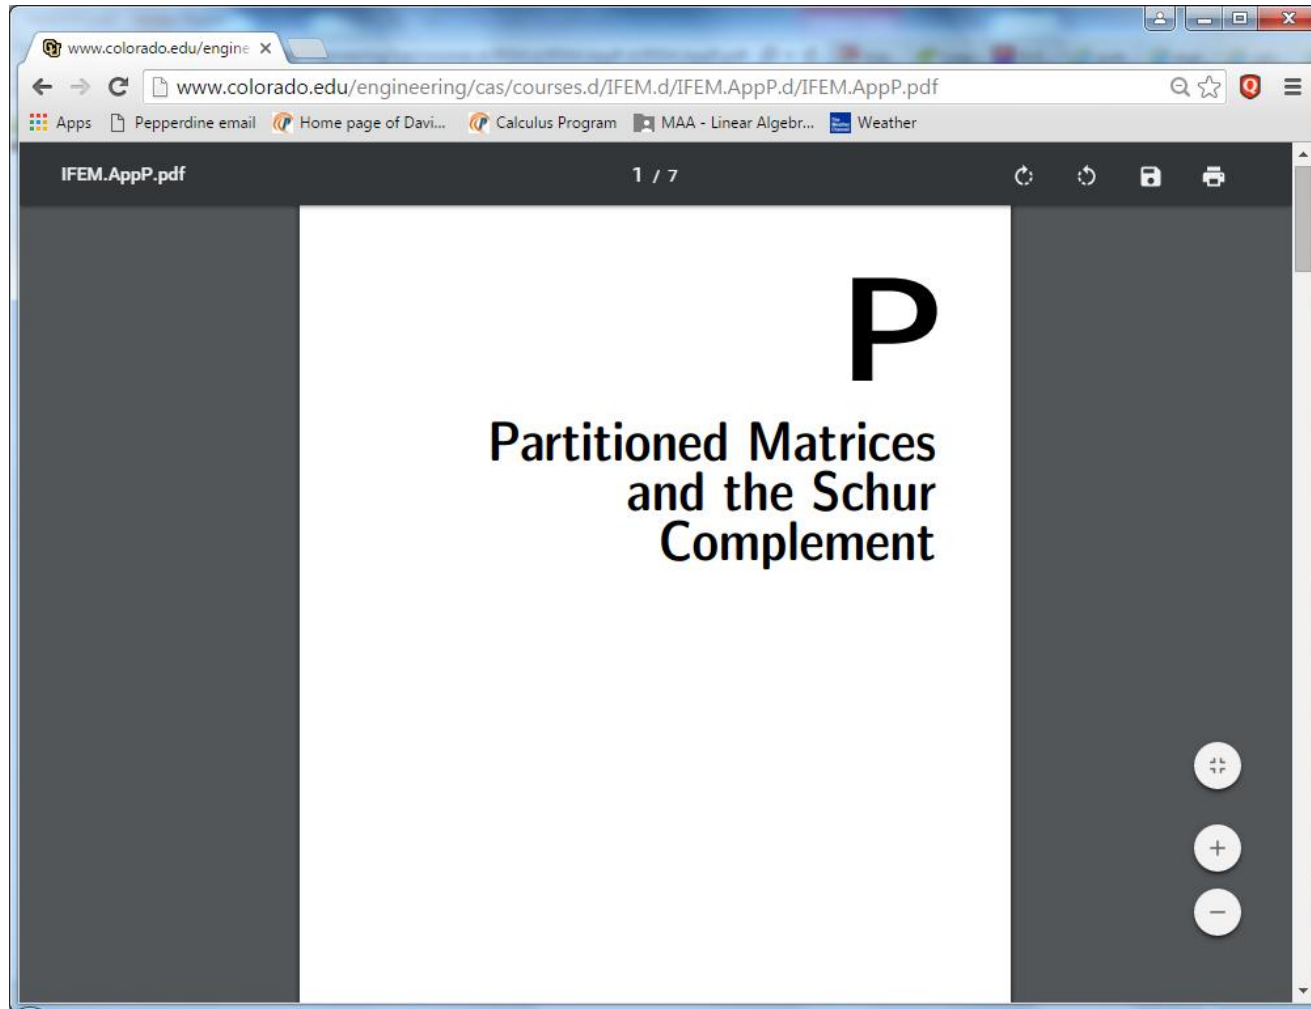 www.colorado.edu/engine
www.colorado.edu/engineering/cas/courses.d/IFEM.d/IFEM.AppP.d/IFEM.AppP.pdf
Apps Pepperdine email Home page of Davi... Calculus Program MAA - Linear Algebr... Weather
IFEM.AppP.pdf 1 / 7
P
Partitioned Matrices
and the Schur
Complement